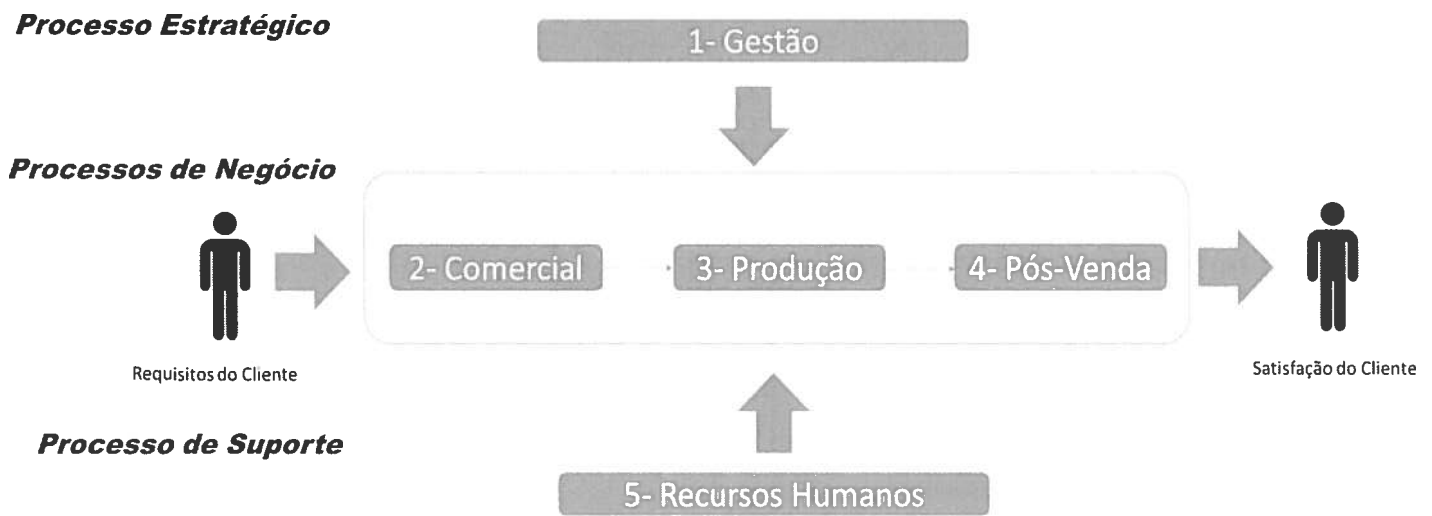 Processo Estratégico
1- Gestão
Processos de Negócio
2- Comercial
3- Produção
4- Pós-Venda
Requisitos do Cliente
Satisfação do Cliente
Processo de Suporte
5- Recursos Humanos